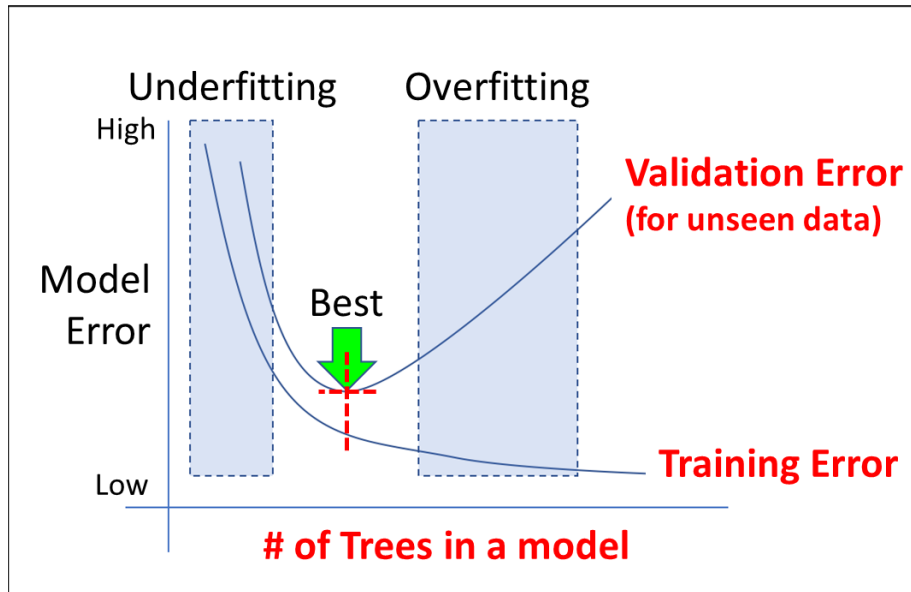 Underfitting
Overfitting
High
Validation Error
(for unseen data)
Model
Error
Best
Training Error
Low
# of Trees in a model